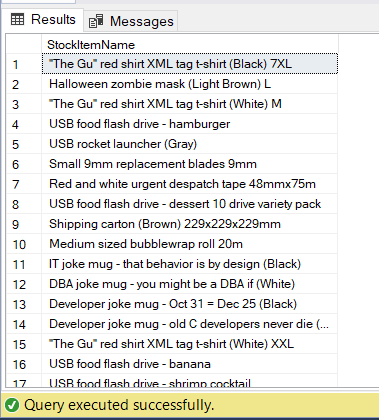 Results Messages
StockItemName
1 "The Gu" red shirt XML tag t-shirt (Black) 7XL
2 Halloween zombie mask (Light Brown) L
3 "The Gu" red shirt XML tag t-shirt (White) M
4 USB food flash drive - hamburger
5 USB rocket launcher (Gray)
6 Small 9mm replacement blades 9mm
7 Red and white urgent despatch tape 48mmx75m
8 USB food flash drive - dessert 10 drive variety pack
9 Shipping carton (Brown) 229x229x229mm
10 Medium sized bubblewrap roll 20m
11 IT joke mug - that behavior is by design (Black)
12 DBA joke mug - you might be a DBA if (White)
13 Developer joke mug - Oct 31 = Dec 25 (Black)
14 Developer joke mug - old C developers never die (...
15 "The Gu" red shirt XML tag t-shirt (White) XXL
16 USB food flash drive - banana
17 USB food flash drive - shrimp cocktail
Query executed successfully.